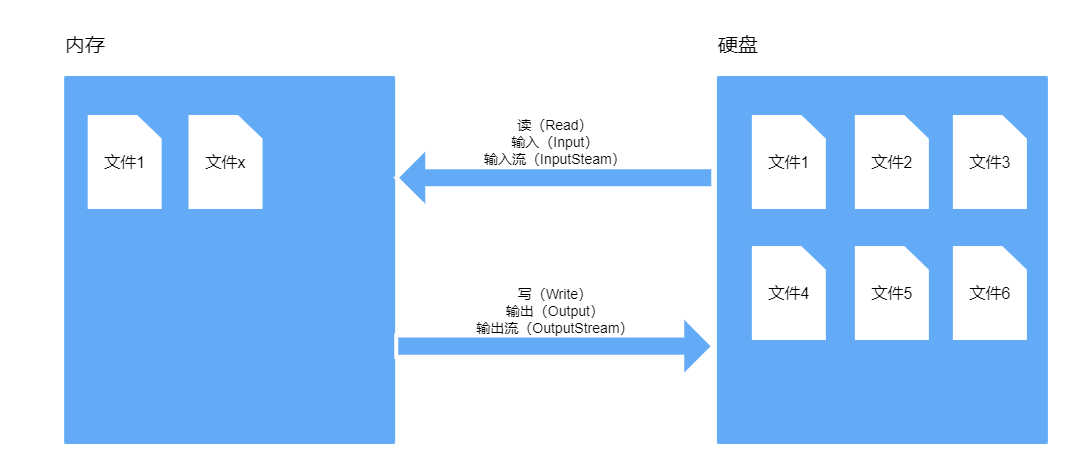 内存
硬盘
读（Read）
输入（Input）
输入流（InputSteam）
文件1
文件x
文件1
文件2
文件3
写（Write）
输出（Output）
输出流（OutputStream）
文件4
文件5
文件6